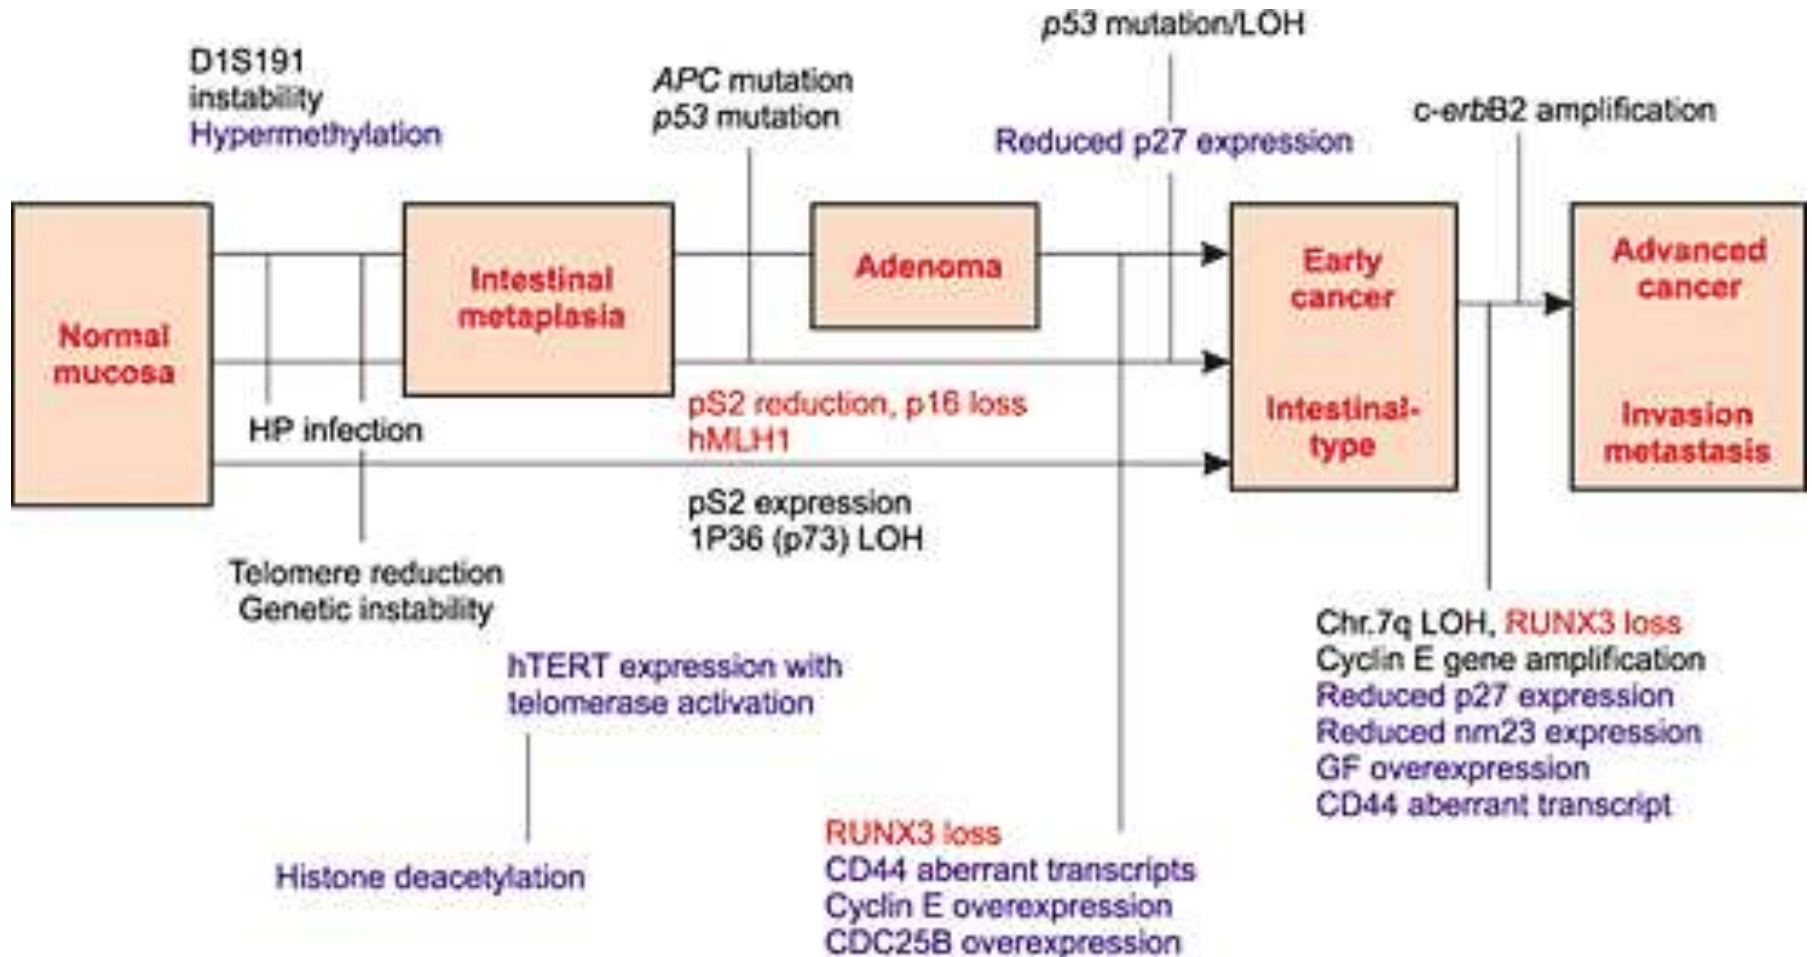 p53 mutation/LOH
D1S191
instability
Hypermethylation
APC mutation
p53 mutation
Reduced p27 expression
c-erbB2 amplification
Normal
mucosa
Intestinal
metaplasia
Adenoma
Early
cancer
Intestinal-
type
Advanced
cancer
Invasion
metastasis
HP infection
pS2 reduction, p16 loss
hMLH1
pS2 expression
1P36 (p73) LOH
Telomere reduction
Genetic instability
hTERT expression with
telomerase activation
Histone deacetylation
RUNX3 loss
CD44 aberrant transcripts
Cyclin E overexpression
CDC25B overexpression
Chr.7q LOH, RUNX3 loss
Cyclin E gene amplification
Reduced p27 expression
Reduced nm23 expression
GF overexpression
CD44 aberrant transcript